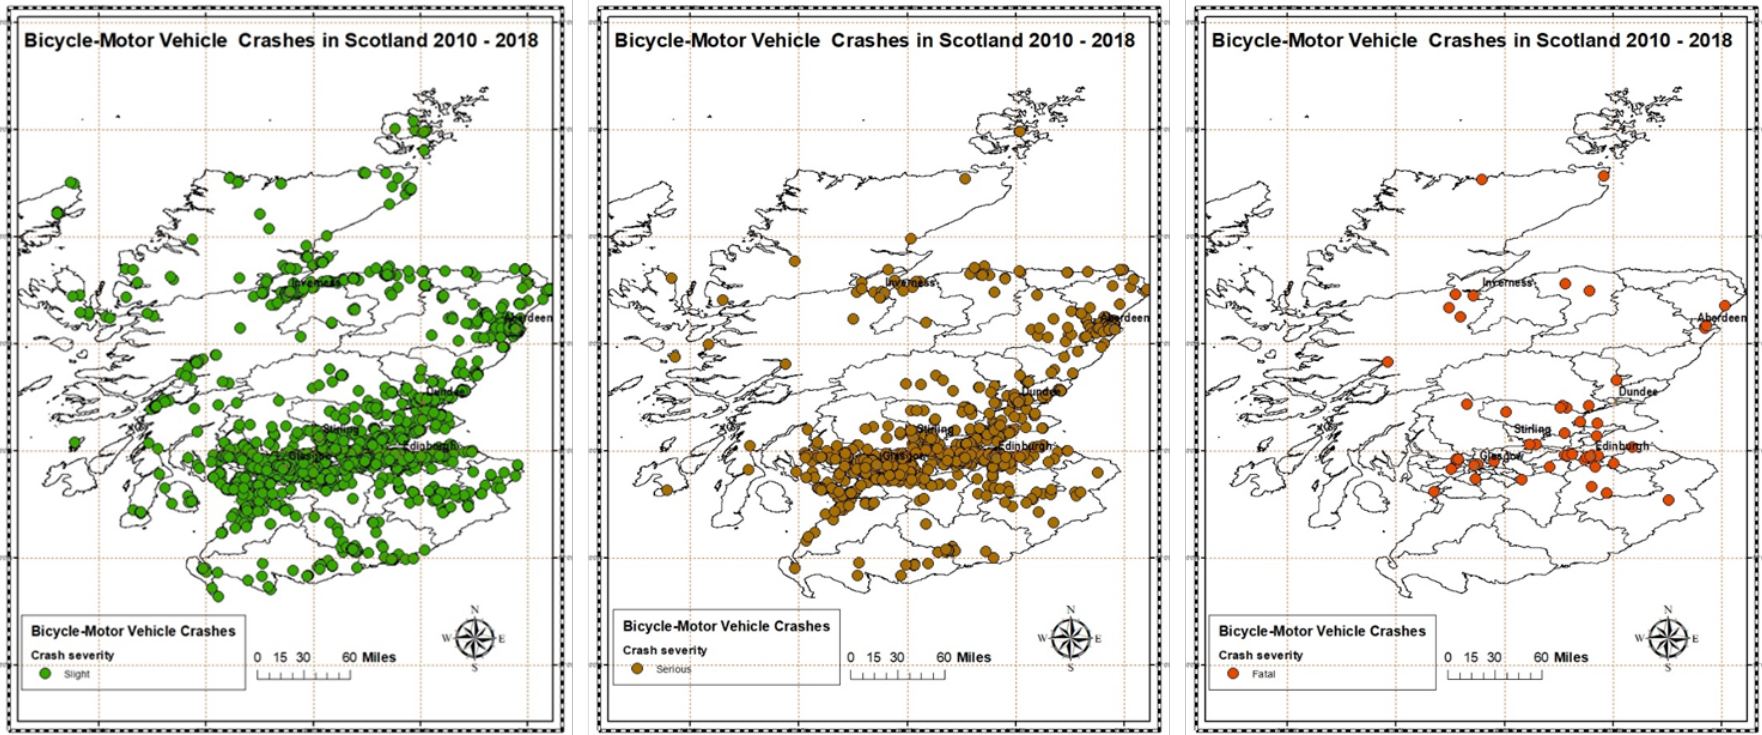 Bicycle-Motor Vehicle Crashes in Scotland 2010 - 2018
Inverness
Aberdeen
Dundee
Stirling
Edinburgh
Glasgow
Bicycle-Motor Vehicle Crashes
Crash severity
Slight
0 15 30 60 Miles
N
W E
S
Bicycle-Motor Vehicle Crashes in Scotland 2010 - 2018
Inverness
Aberdeen
Dundee
Stirling
Edinburgh
Glasgow
Bicycle-Motor Vehicle Crashes
Crash severity
Serious
0 15 30 60 Miles
N
W E
S
Bicycle-Motor Vehicle Crashes in Scotland 2010 - 2018
Inverness
Aberdeen
Dundee
Stirling
Edinburgh
Glasgow
Bicycle-Motor Vehicle Crashes
Crash severity
Fatal
0 15 30 60 Miles
N
W E
S